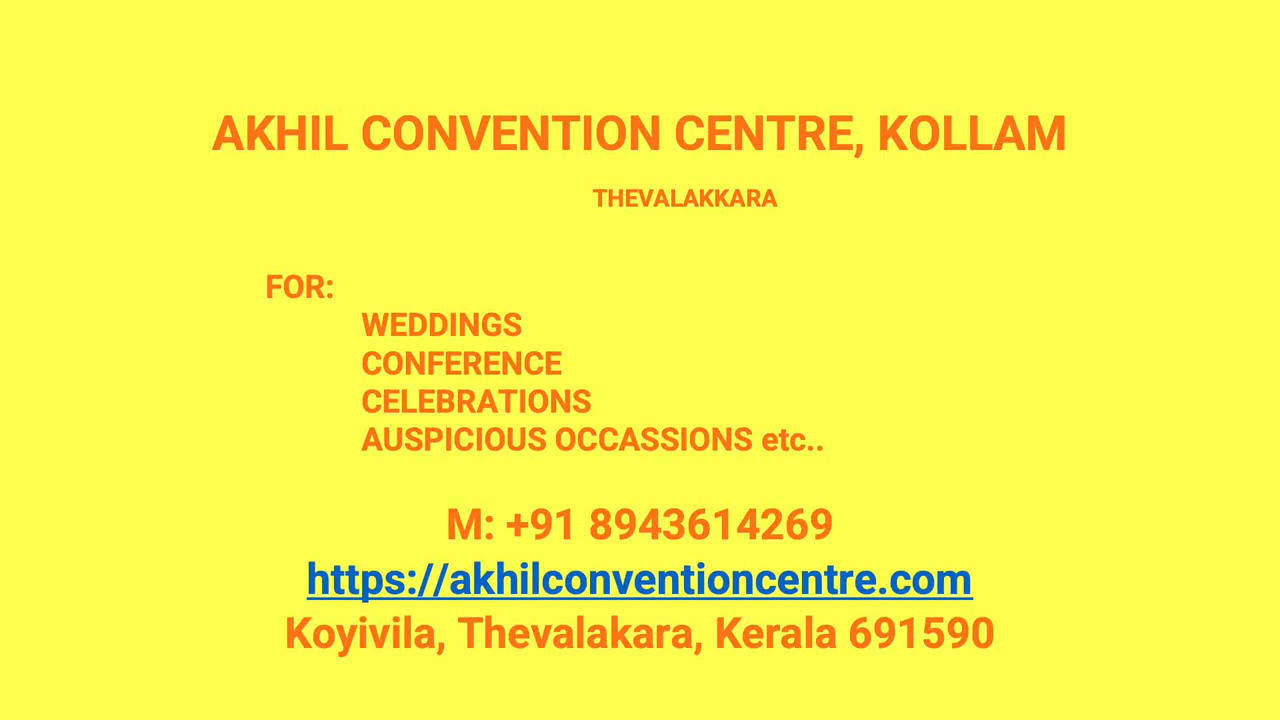 AKHIL CONVENTION CENTRE, KOLLAM
THEVALAKKARA
FOR:
WEDDINGS
CONFERENCE
CELEBRATIONS
AUSPICIOUS OCCASSIONS etc..
M: +91 8943614269
https://akhilconventioncentre.com
Koyivila, Thevalakara, Kerala 691590